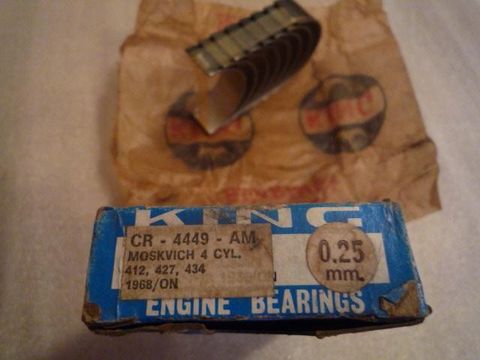 KING
CR - 4449 - AM
MOSKVICH 4 CYL.
412, 427, 434
1968/ON
0.25
mm.
ENGINE BEARINGS